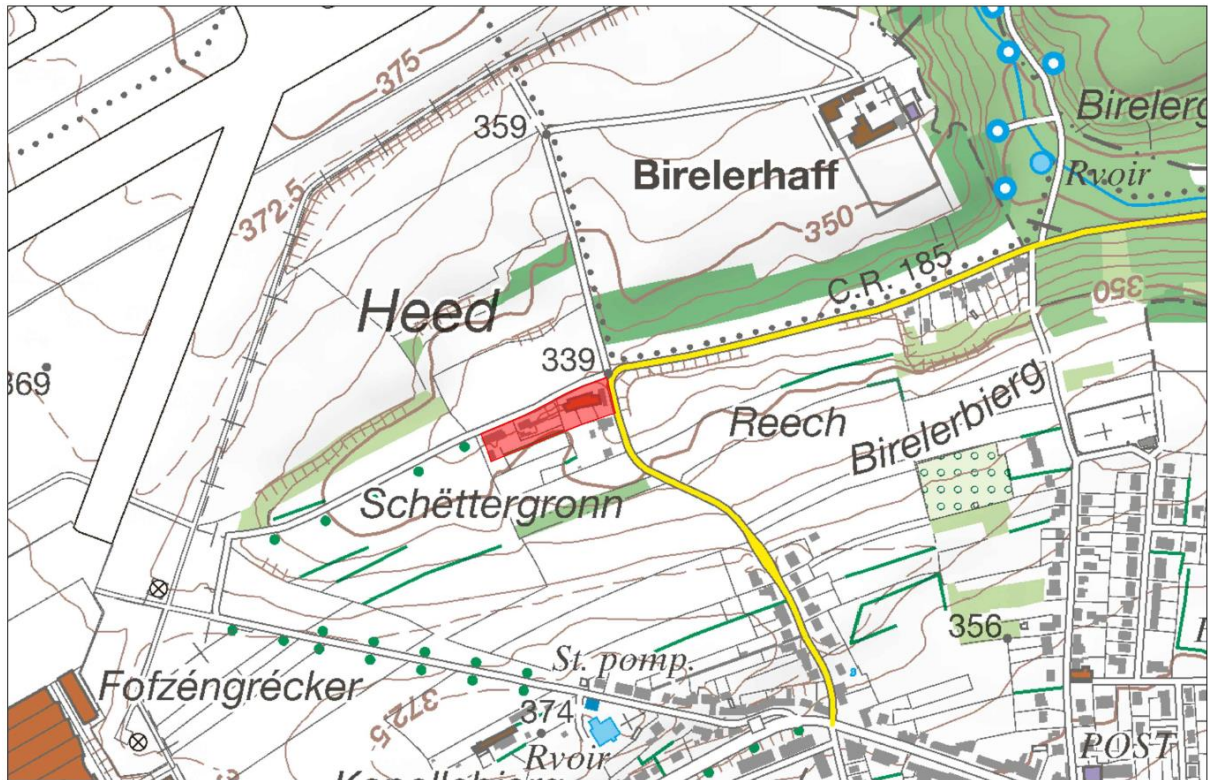 375
359
Birelerhaff
Birelerg
Rvoir
372.5
350
C.R. 185
350
Heed
339
369
Reech
Birelerbierg
Schëttergronn
356
St. pomp.
Fofzéngrécker
372.5
374
Rvoir
POST